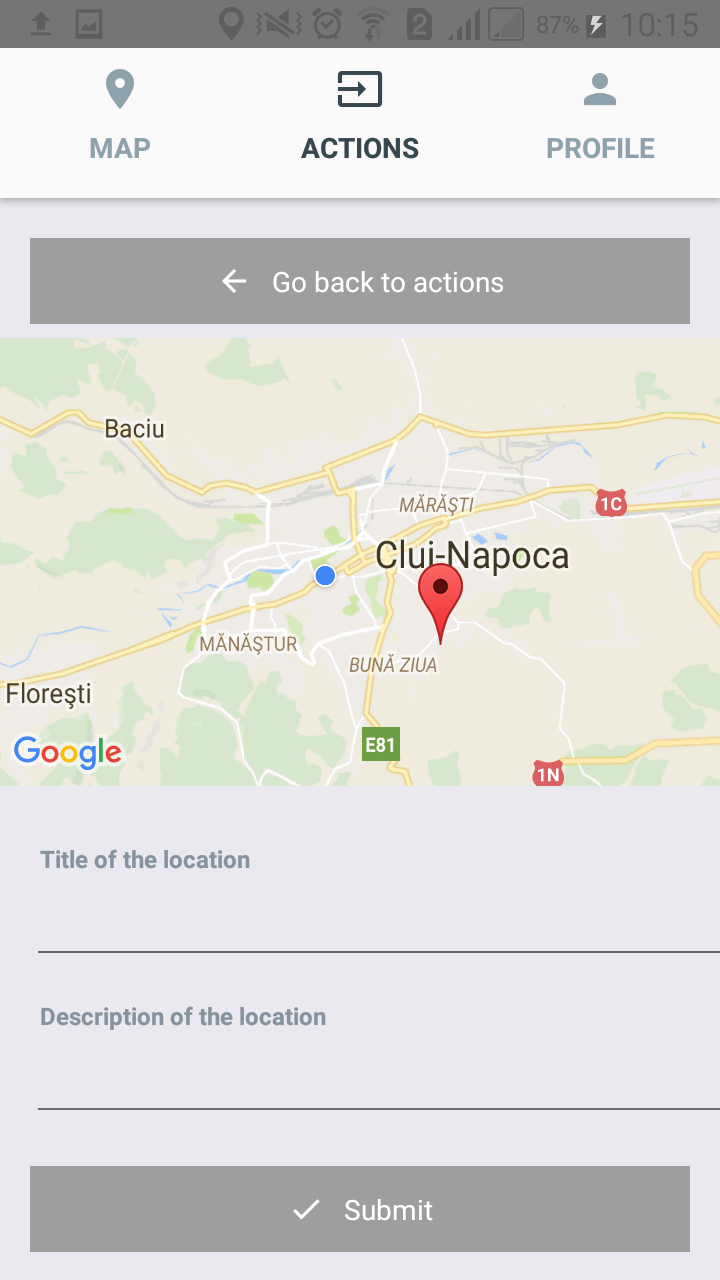 2 87% 10:15
MAP ACTIONS PROFILE
Go back to actions
Baciu
MĂRĂŞTI
1C
Cluj-Napoca
MĂNĂŞTUR
BUNĂ ZIUA
Floreşti
Google
E81
1N
Title of the location
Description of the location
Submit